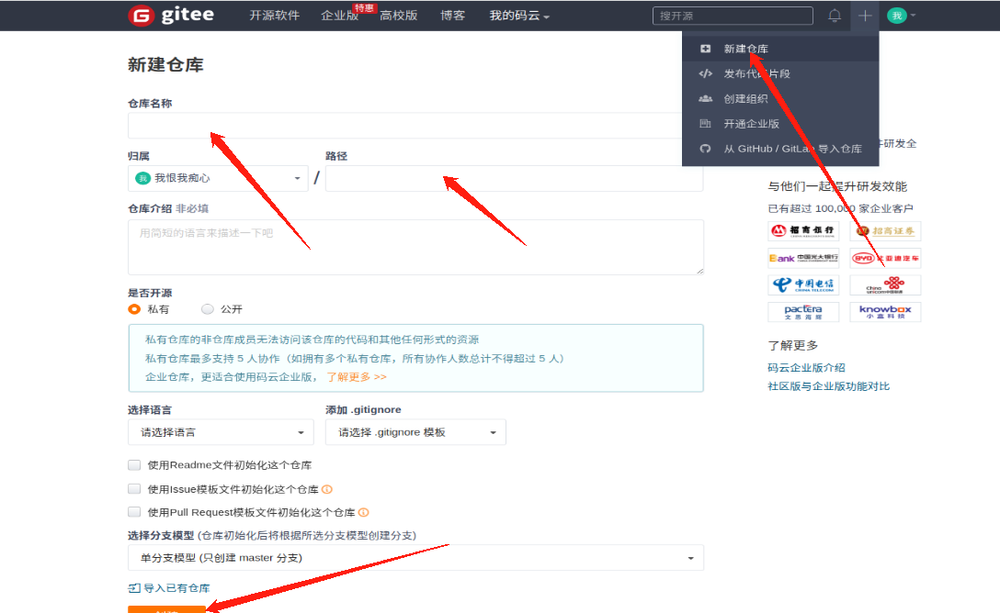 gitee 开源软件 企业版 特惠 高校版 博客 我的码云 搜开源 我
新建仓库
发布代码片段
创建组织
开通企业版
从 GitHub / GitLab 导入仓库
新建仓库
仓库名称
归属 路径
我 我恨我痴心 /
仓库介绍 非必填
用简短的语言来描述一下吧
是否开源
私有 公开
私有仓库的非仓库成员无法访问该仓库的代码和其他任何形式的资源
私有仓库最多支持 5 人协作（如拥有多个私有仓库，所有协作人数总计不得超过 5 人）
企业仓库，更适合使用码云企业版， 了解更多 >>
选择语言 添加 .gitignore
请选择语言 请选择 .gitignore 模板
使用Readme文件初始化这个仓库
使用Issue模板文件初始化这个仓库
使用Pull Request模板文件初始化这个仓库
选择分支模型 (仓库初始化后将根据所选分支模型创建分支)
单分支模型 (只创建 master 分支)
导入已有仓库
研发全
与他们一起提升研发效能
已有超过 100,000 家企业客户
招商银行 招商证券
Bank 中国光大银行 BYD 比亚迪汽车
中国电信 CHINA TELECOM China unicom中国联通
pactera 文思海辉 knowbox 小盒科技
了解更多
码云企业版介绍
社区版与企业版功能对比